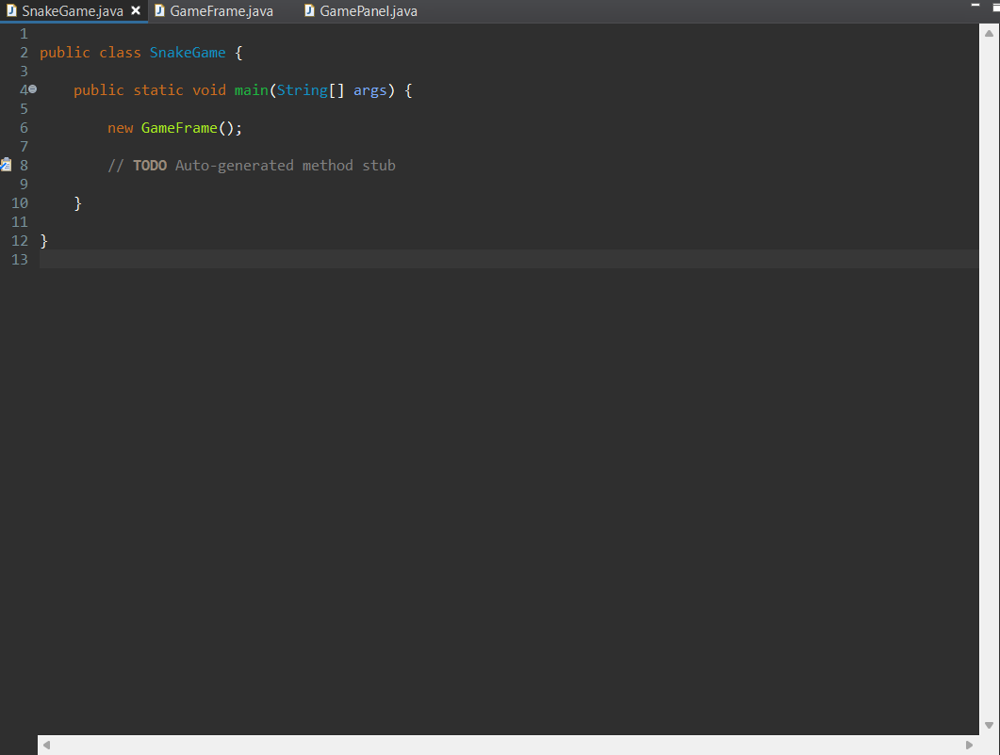 SnakeGame.java GameFrame.java GamePanel.java
1
2 public class SnakeGame {
3
4 public static void main(String[] args) {
5
6 new GameFrame();
7
8 // TODO Auto-generated method stub
9
10 }
11
12 }
13